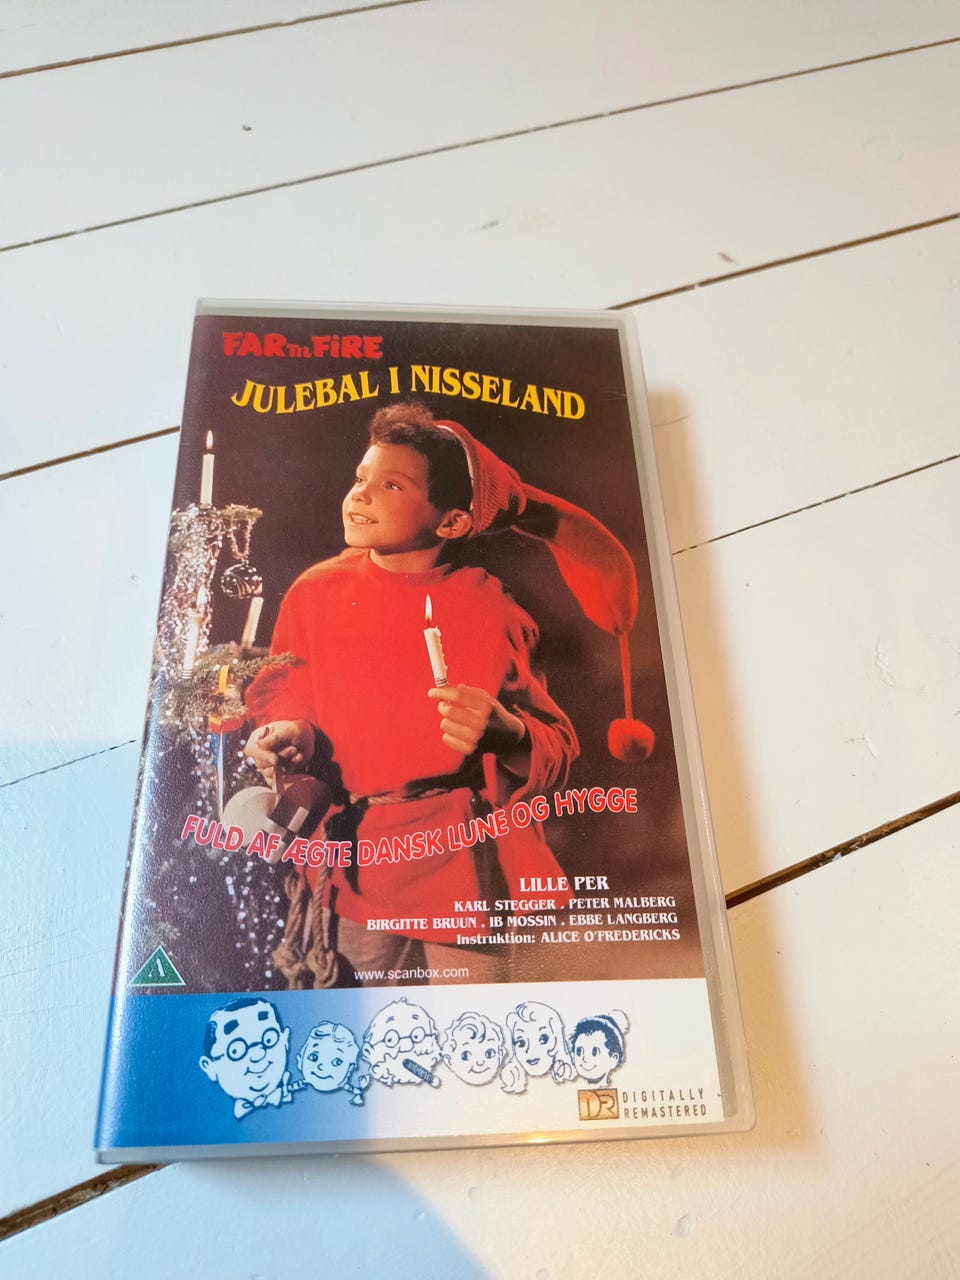 FAR TIL FIRE
JULEBAL I NISSELAND
FULD AF ÆGTE DANSK LUNE OG HYGGE
LILLE PER
KARL STEGGER . PETER MALBERG
BIRGITTE BRUUN . IB MOSSIN . EBBE LANGBERG
Instruktion: ALICE O'FREDERICKS
www.scanbox.com
A
DR DIGITALLY
REMASTERED